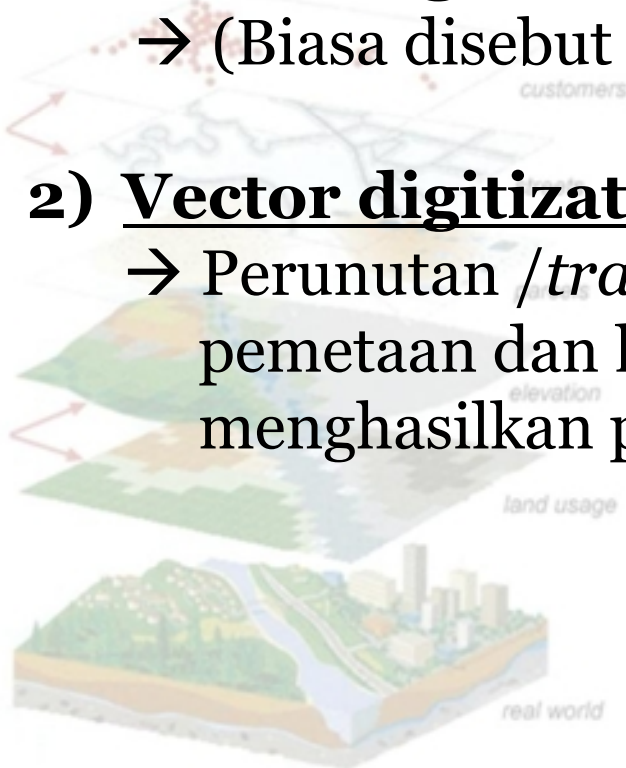 → (Biasa disebut
customers
2) Vector digitizat
→ Perunutan /tra
pemetaan dan
elevation
menghasilkan p
land usage
real world